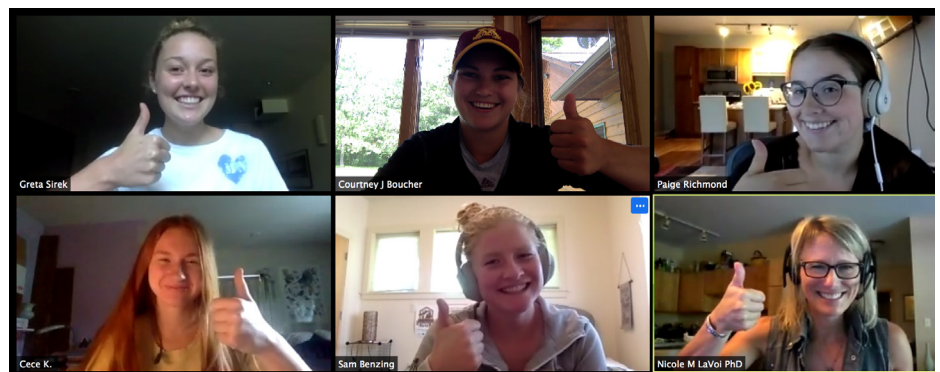 Greta Sirek
Courtney J Boucher
Paige Richmond
Cece K.
Sam Benzing
Nicole M LaVoi PhD